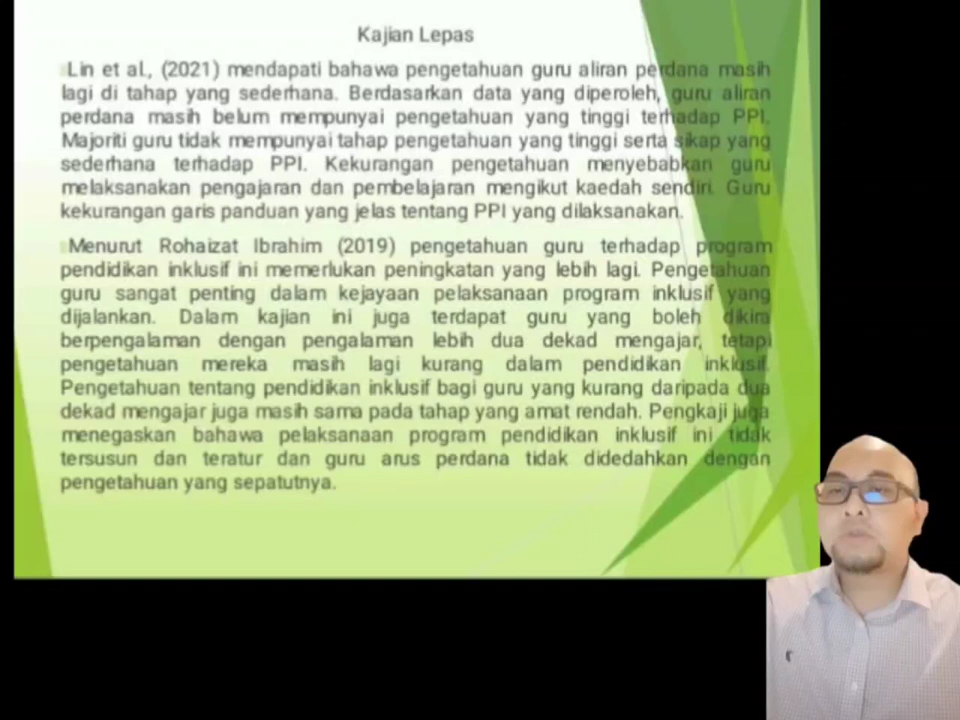 Kajian Lepas
Lin et al., (2021) mendapati bahawa pengetahuan guru aliran perdana masih
lagi di tahap yang sederhana. Berdasarkan data yang diperoleh, guru aliran
perdana masih belum mempunyai pengetahuan yang tinggi terhadap PPI.
Majoriti guru tidak mempunyai tahap pengetahuan yang tinggi serta sikap yang
sederhana terhadap PPI. Kekurangan pengetahuan menyebabkan guru
melaksanakan pengajaran dan pembelajaran mengikut kaedah sendiri. Guru
kekurangan garis panduan yang jelas tentang PPI yang dilaksanakan.
Menurut Rohaizat Ibrahim (2019) pengetahuan guru terhadap program
pendidikan inklusif ini memerlukan peningkatan yang lebih lagi. Pengetahuan
guru sangat penting dalam kejayaan pelaksanaan program inklusif yang
dijalankan. Dalam kajian ini juga terdapat guru yang boleh dikira
berpengalaman dengan pengalaman lebih dua dekad mengajar, tetapi
pengetahuan mereka masih lagi kurang dalam pendidikan inklusif.
Pengetahuan tentang pendidikan inklusif bagi guru yang kurang daripada dua
dekad mengajar juga masih sama pada tahap yang amat rendah. Pengkaji juga
menegaskan bahawa pelaksanaan program pendidikan inklusif ini tidak
tersusun dan teratur dan guru arus perdana tidak didedahkan dengan
pengetahuan yang sepatutnya.